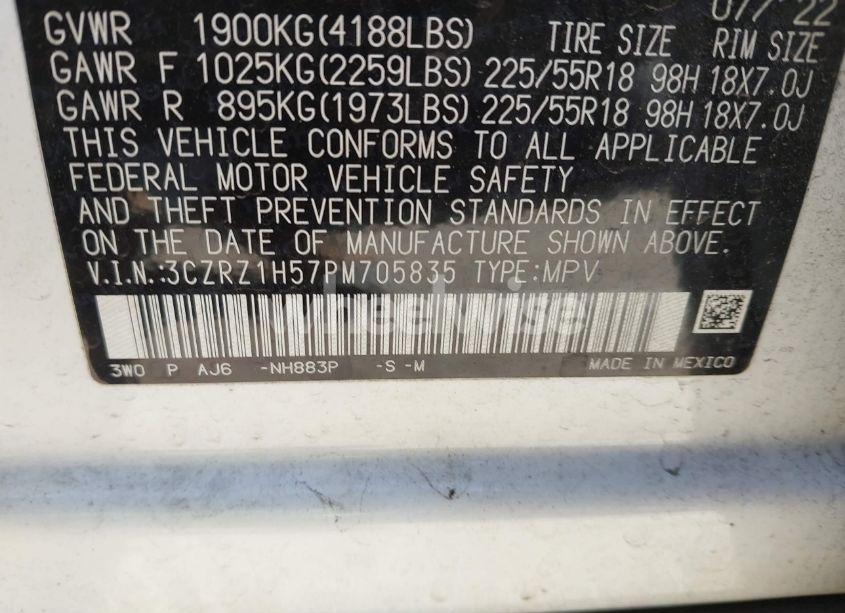 07/22
GVWR 1900KG(4188LBS) TIRE SIZE RIM SIZE
GAWR F 1025KG(2259LBS) 225/55R18 98H 18X7.0J
GAWR R 895KG(1973LBS) 225/55R18 98H 18X7.0J
THIS VEHICLE CONFORMS TO ALL APPLICABLE
FEDERAL MOTOR VEHICLE SAFETY
AND THEFT PREVENTION STANDARDS IN EFFECT
ON THE DATE OF MANUFACTURE SHOWN ABOVE.
V.I.N.:3CZRZ1H57PM705835 TYPE:MPV
wheelwise
3W0 P AJ6 -NH883P -S -M MADE IN MEXICO